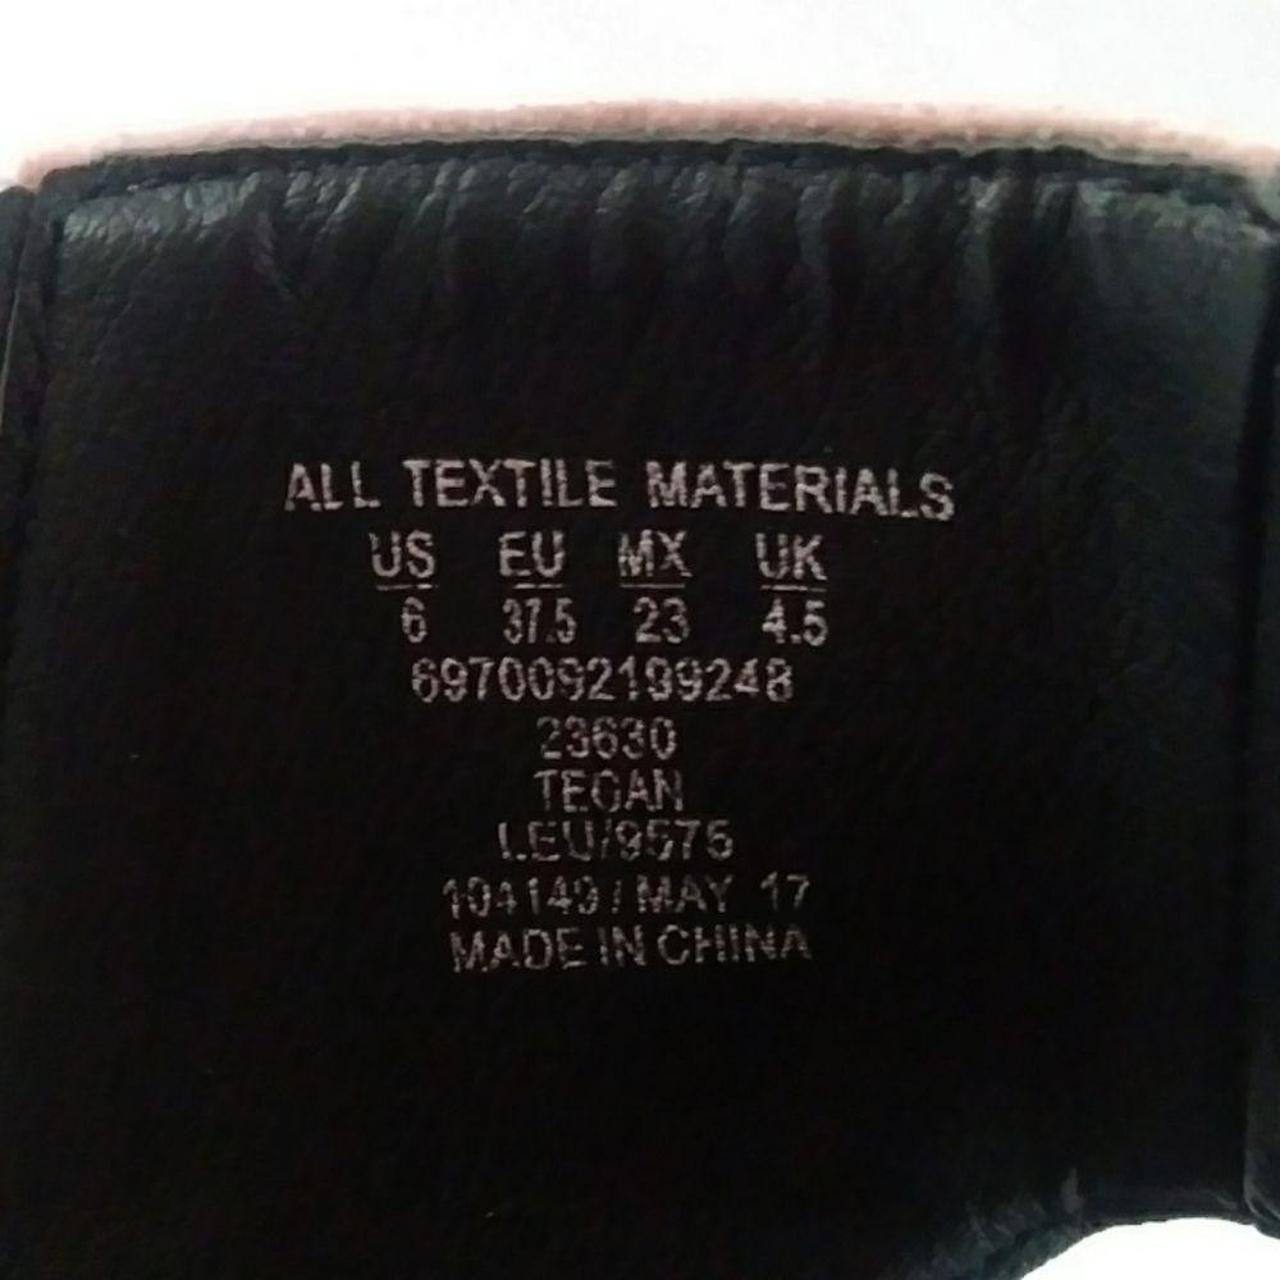 ALL TEXTILE MATERIALS
US EU MX UK
6 37.5 23 4.5
6970092199248
23630
TEGAN
LEU/9575
104149 / MAY 17
MADE IN CHINA